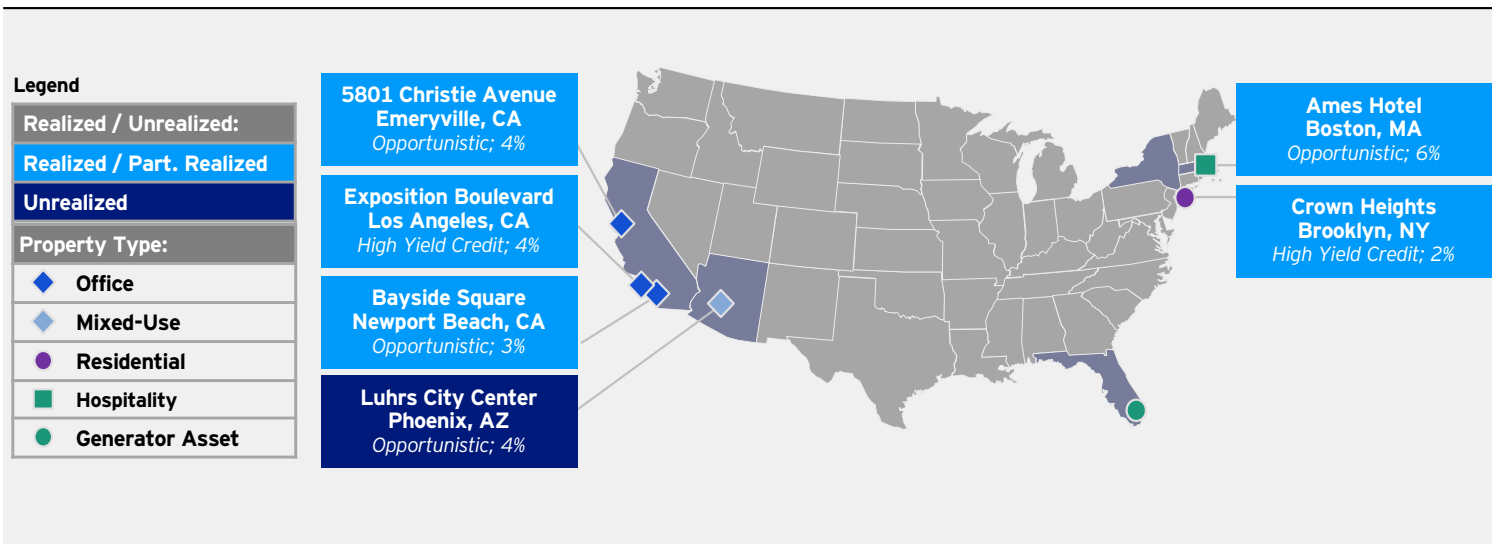 Legend
Realized / Unrealized:
Realized / Part. Realized
Unrealized
Property Type:
Office
Mixed-Use
Residential
Hospitality
Generator Asset
5801 Christie Avenue
Emeryville, CA
Opportunistic; 4%
Exposition Boulevard
Los Angeles, CA
High Yield Credit; 4%
Bayside Square
Newport Beach, CA
Opportunistic; 3%
Luhrs City Center
Phoenix, AZ
Opportunistic; 4%
Ames Hotel
Boston, MA
Opportunistic; 6%
Crown Heights
Brooklyn, NY
High Yield Credit; 2%